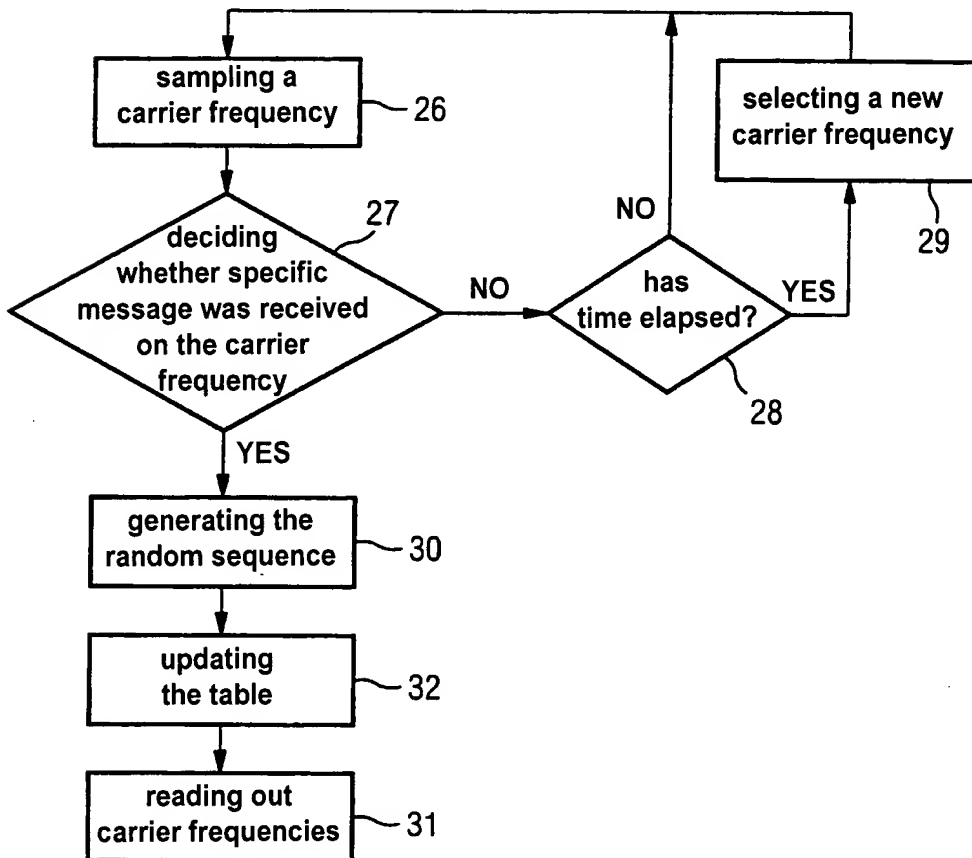 sampling a
carrier frequency
26
selecting a new
carrier frequency
29
27
deciding
whether specific
message was received
on the carrier
frequency
NO
NO
has
time elapsed?
YES
28
YES
generating the
random sequence
30
updating
the table
32
reading out
carrier frequencies
31